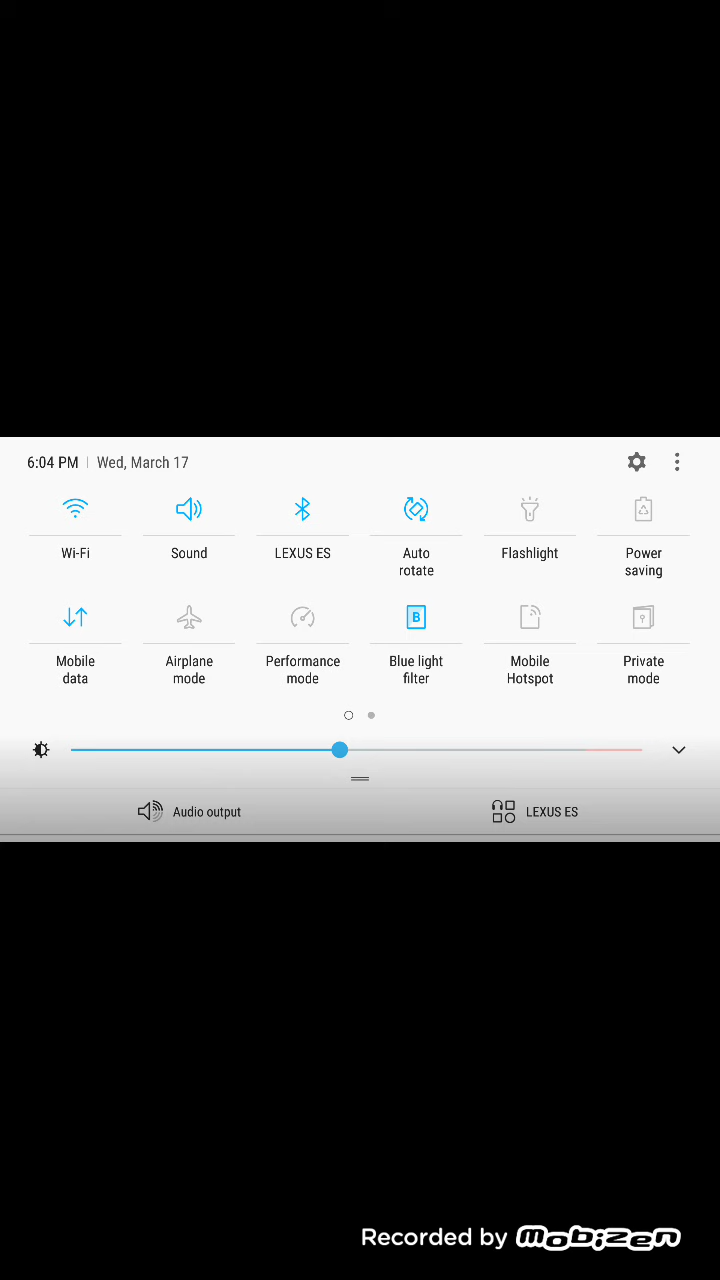 6:04 PM | Wed, March 17
Wi-Fi
Sound
LEXUS ES
Auto
rotate
Flashlight
Power
saving
Mobile
data
Airplane
mode
Performance
mode
B
Blue light
filter
Mobile
Hotspot
Private
mode
Audio output
LEXUS ES
Recorded by mobizen